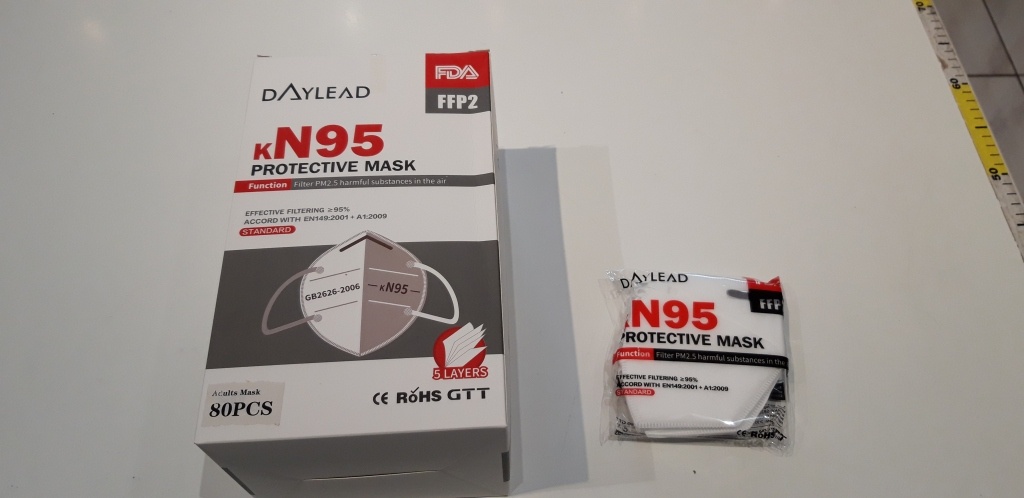 DAYLEAD
FDA
FFP2
KN95
PROTECTIVE MASK
Function Filter PM2.5 harmful substances in the air
EFFECTIVE FILTERING ≥95%
ACCORD WITH EN149:2001 + A1:2009
STANDARD
GB2626-2006
KN95
5 LAYERS
Adults Mask
80PCS
CE RoHS GTT
DAYLEAD
FFP
N95
PROTECTIVE MASK
Function Filter PM2.5 harmful substances in the
EFFECTIVE FILTERING ≥95%
ACCORD WITH EN149:2001 + A1:2009
STANDARD
CE RoHS
60
50